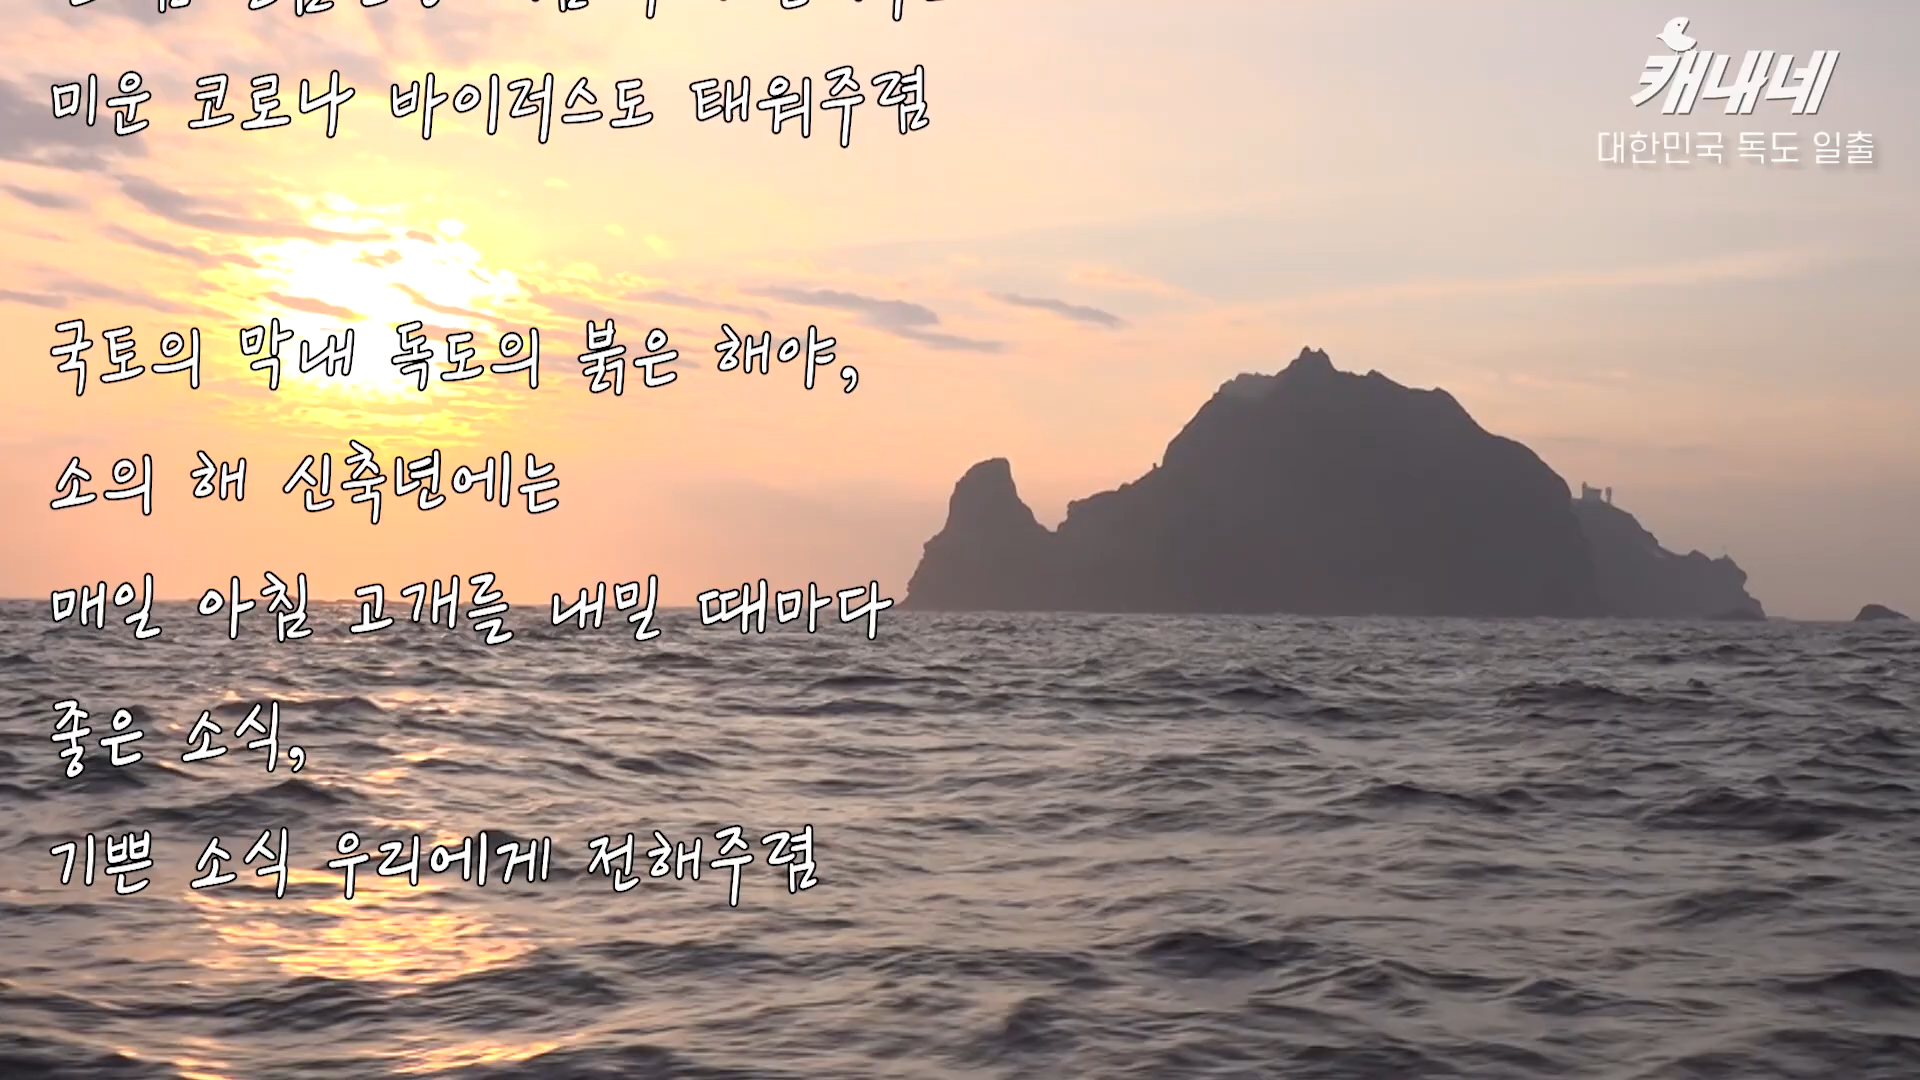 미운 코로나 바이러스도 태워주렴
국토의 막내 독도의 붉은 해야,
소의 해 신축년에는
매일 아침 고개를 내밀 때마다
좋은 소식,
기쁜 소식 우리에게 전해주렴
캐내네
대한민국 독도 일출